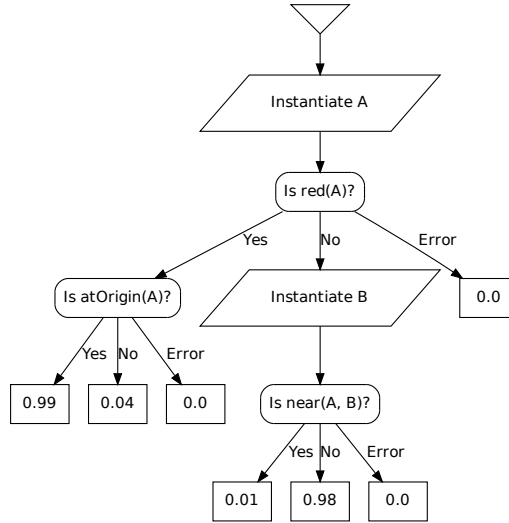 Instantiate A
Is red(A)?
Yes
No
Error
Is atOrigin(A)?
Instantiate B
0.0
Yes
No
Error
0.99
0.04
0.0
Is near(A, B)?
Yes
No
Error
0.01
0.98
0.0